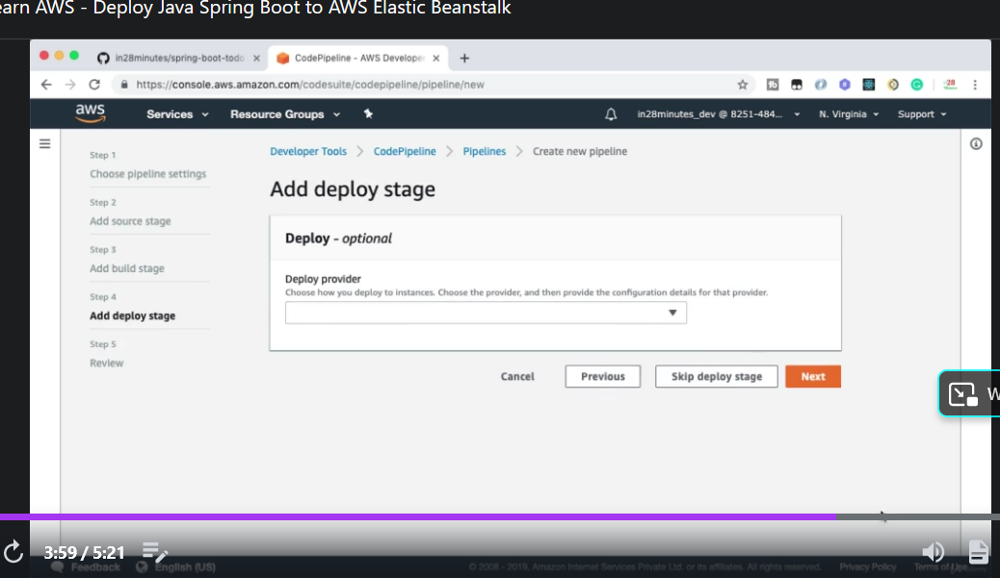 earn AWS - Deploy Java Spring Boot to AWS Elastic Beanstalk
in28minutes/spring-boot-todo
CodePipeline - AWS Developer
https://console.aws.amazon.com/codesuite/codepipeline/pipeline/new
aws
Services
Resource Groups
in28minutes_dev @ 8251-484...
N. Virginia
Support
Developer Tools
CodePipeline
Pipelines
Create new pipeline
Step 1
Choose pipeline settings
Step 2
Add source stage
Step 3
Add build stage
Step 4
Add deploy stage
Step 5
Review
Add deploy stage
Deploy - optional
Deploy provider
Choose how you deploy to instances. Choose the provider, and then provide the configuration details for that provider.
Cancel
Previous
Skip deploy stage
Next
W
3:59 / 5:21
Feedback
English (US)
© 2008 - 2019, Amazon Internet Services Private Ltd. or its affiliates. All rights reserved.
Privacy Policy
Terms of Use